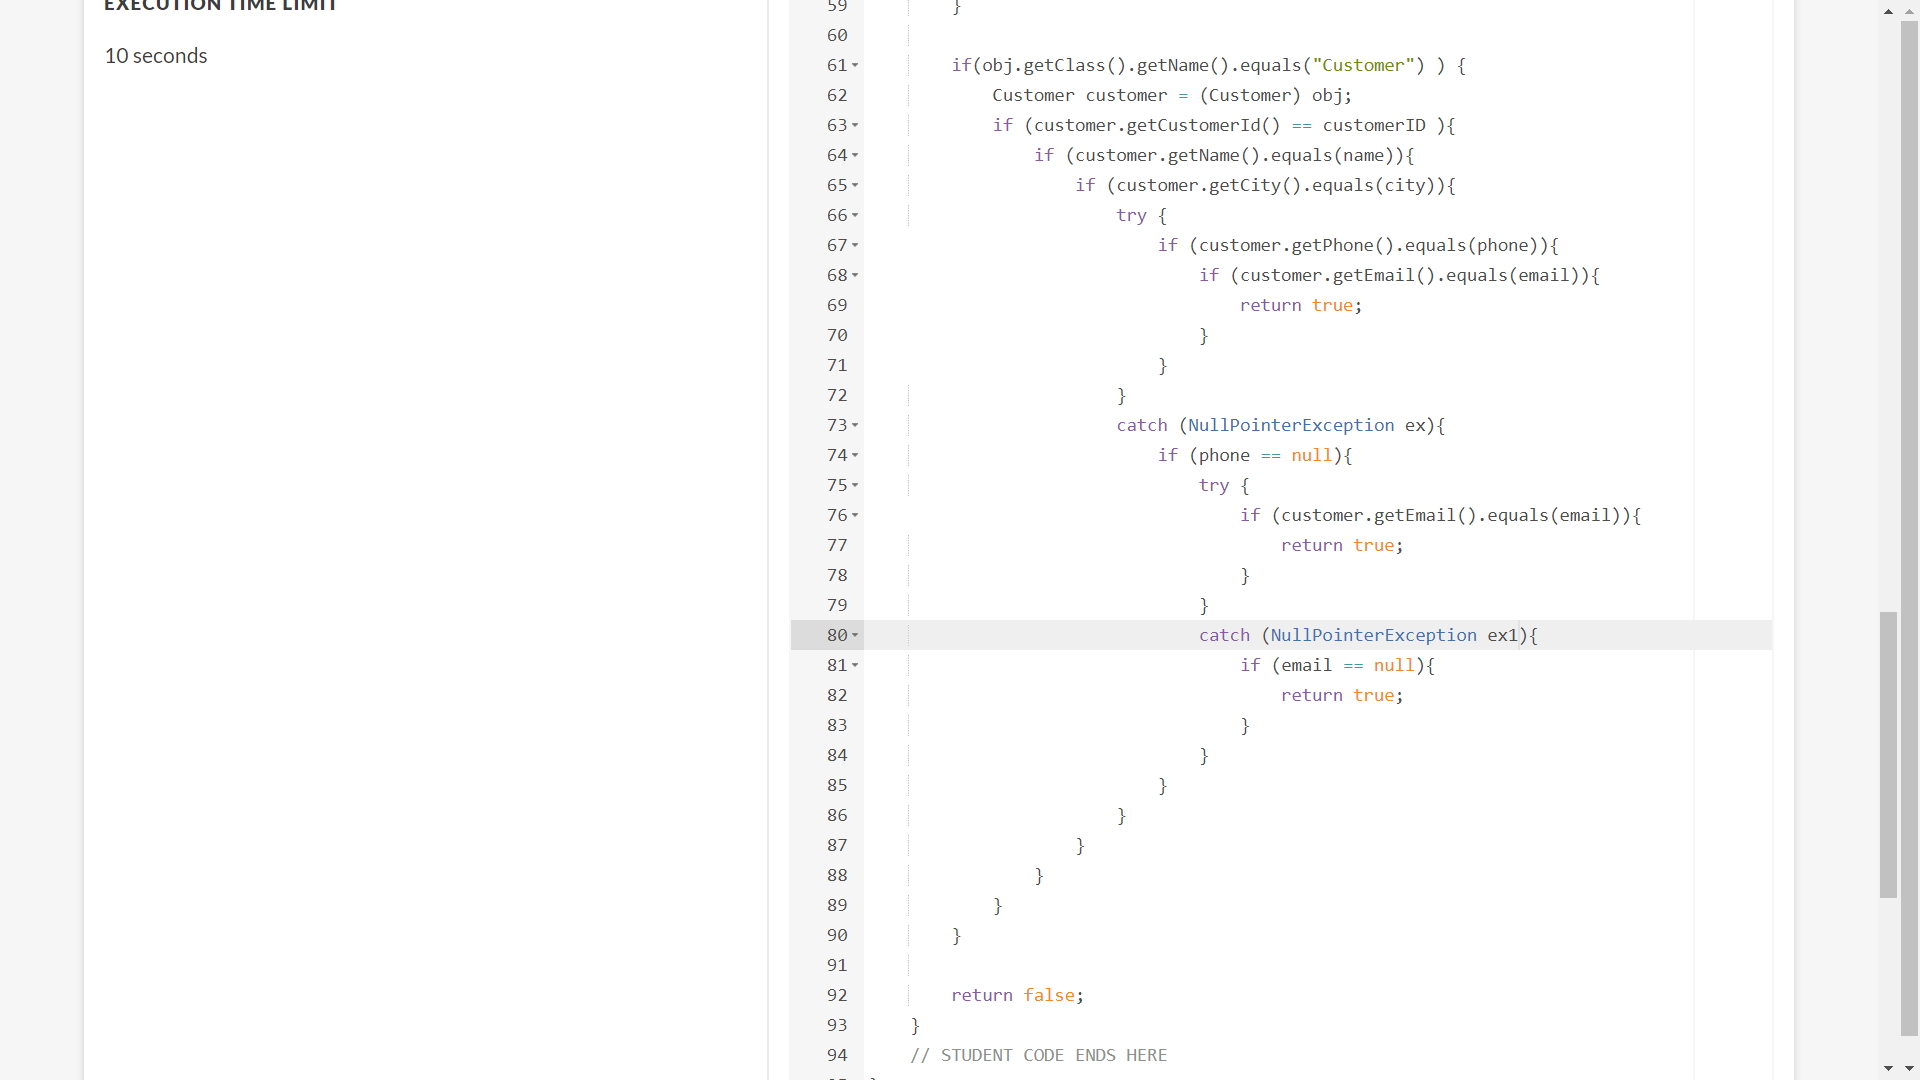 EXECUTION TIME LIMIT
10 seconds
59 }
60
61 if(obj.getClass().getName().equals("Customer") ) {
62 Customer customer = (Customer) obj;
63 if (customer.getCustomerId() == customerID ){
64 if (customer.getName().equals(name)){
65 if (customer.getCity().equals(city)){
66 try {
67 if (customer.getPhone().equals(phone)){
68 if (customer.getEmail().equals(email)){
69 return true;
70 }
71 }
72 }
73 catch (NullPointerException ex){
74 if (phone == null){
75 try {
76 if (customer.getEmail().equals(email)){
77 return true;
78 }
79 }
80 catch (NullPointerException ex1){
81 if (email == null){
82 return true;
83 }
84 }
85 }
86 }
87 }
88 }
89 }
90 }
91
92 return false;
93 }
94 // STUDENT CODE ENDS HERE